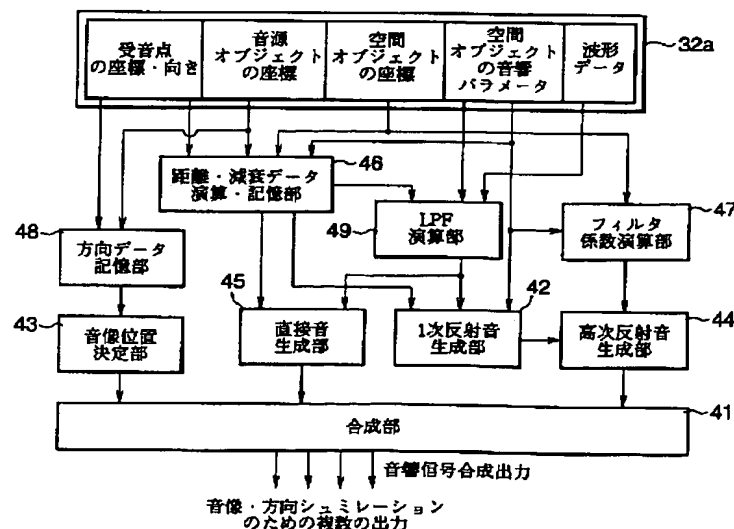 受音点
の座標・向き
音源
オブジェクト
の座標
空間
オブジェクト
の座標
空間
オブジェクト
の音響
パラメータ
波形
データ
32a
距離・減衰データ
演算・記憶部
46
LPF
演算部
49
フィルタ
係数演算部
47
48
方向データ
記憶部
43
音像位置
決定部
45
直接音
生成部
42
1次反射音
生成部
44
高次反射音
生成部
41
合成部
音響信号合成出力
音像・方向シュミレーション
のための複数の出力